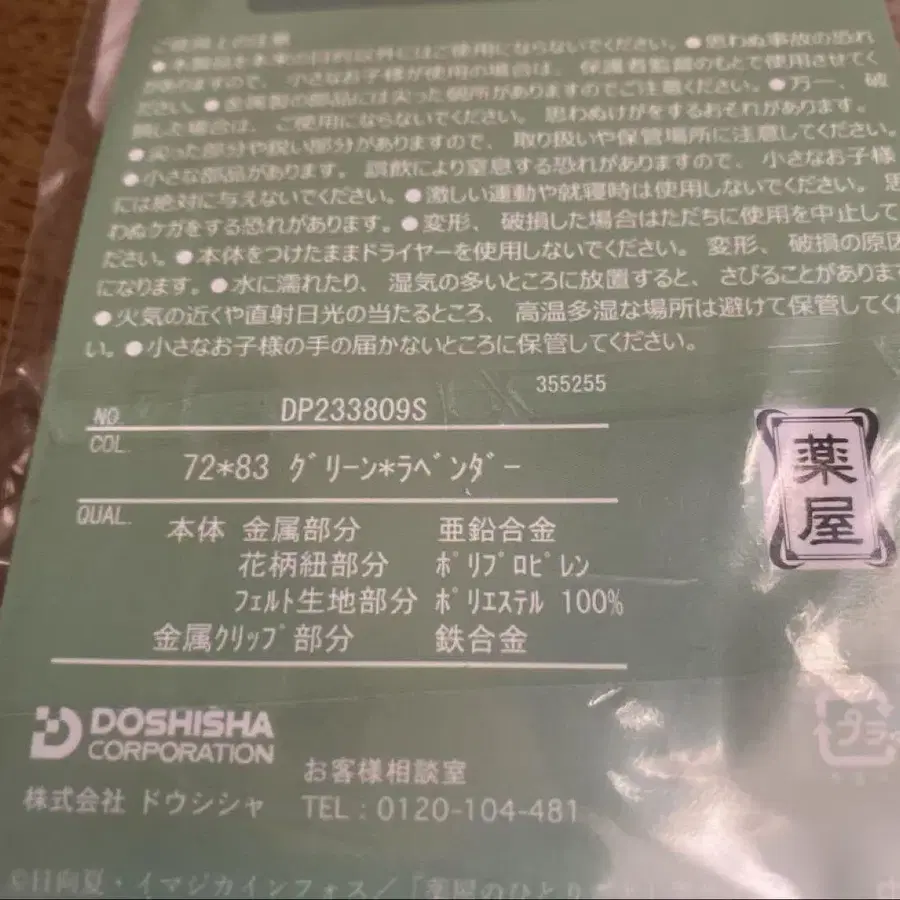 ご使用上の注意
●本製品を本来の目的以外にはご使用にならないでください。●思わぬ事故の恐れ
がありますので、小さなお子様が使用の場合は、保護者監督のもとで使用させてく
ださい。●金属製の部品には尖った個所がありますのでご注意ください。●万一、破
損した場合は、ご使用にならないでください。思わぬけがをするおそれがあります。
●尖った部分や鋭い部分がありますので、取り扱いや保管場所に注意してください。
●小さな部品があります。誤飲により窒息する恐れがありますので、小さなお子様
には絶対に与えないでください。●激しい運動や就寝時は使用しないでください。思
わぬケガをする恐れがあります。●変形、破損した場合はただちに使用を中止して
ださい。●本体をつけたままドライヤーを使用しないでください。変形、破損の原因
になります。●水に濡れたり、湿気の多いところに放置すると、さびることがあります
●火気の近くや直射日光の当たるところ、高温多湿な場所は避けて保管してくだ
い。●小さなお子様の手の届かないところに保管してください。
355255
NO. DP233809S
COL.
72*83 グリーン*ラベンダー
QUAL.
本体 金属部分 亜鉛合金
花柄紐部分 ポリプロピレン
フェルト生地部分 ポリエステル 100%
金属クリップ部分 鉄合金
薬屋
DOSHISHA
CORPORATION
プラ
お客様相談室
株式会社 ドウシシャ TEL:0120-104-481
©日向夏・イマジカインフォス/「薬屋のひとりごと」